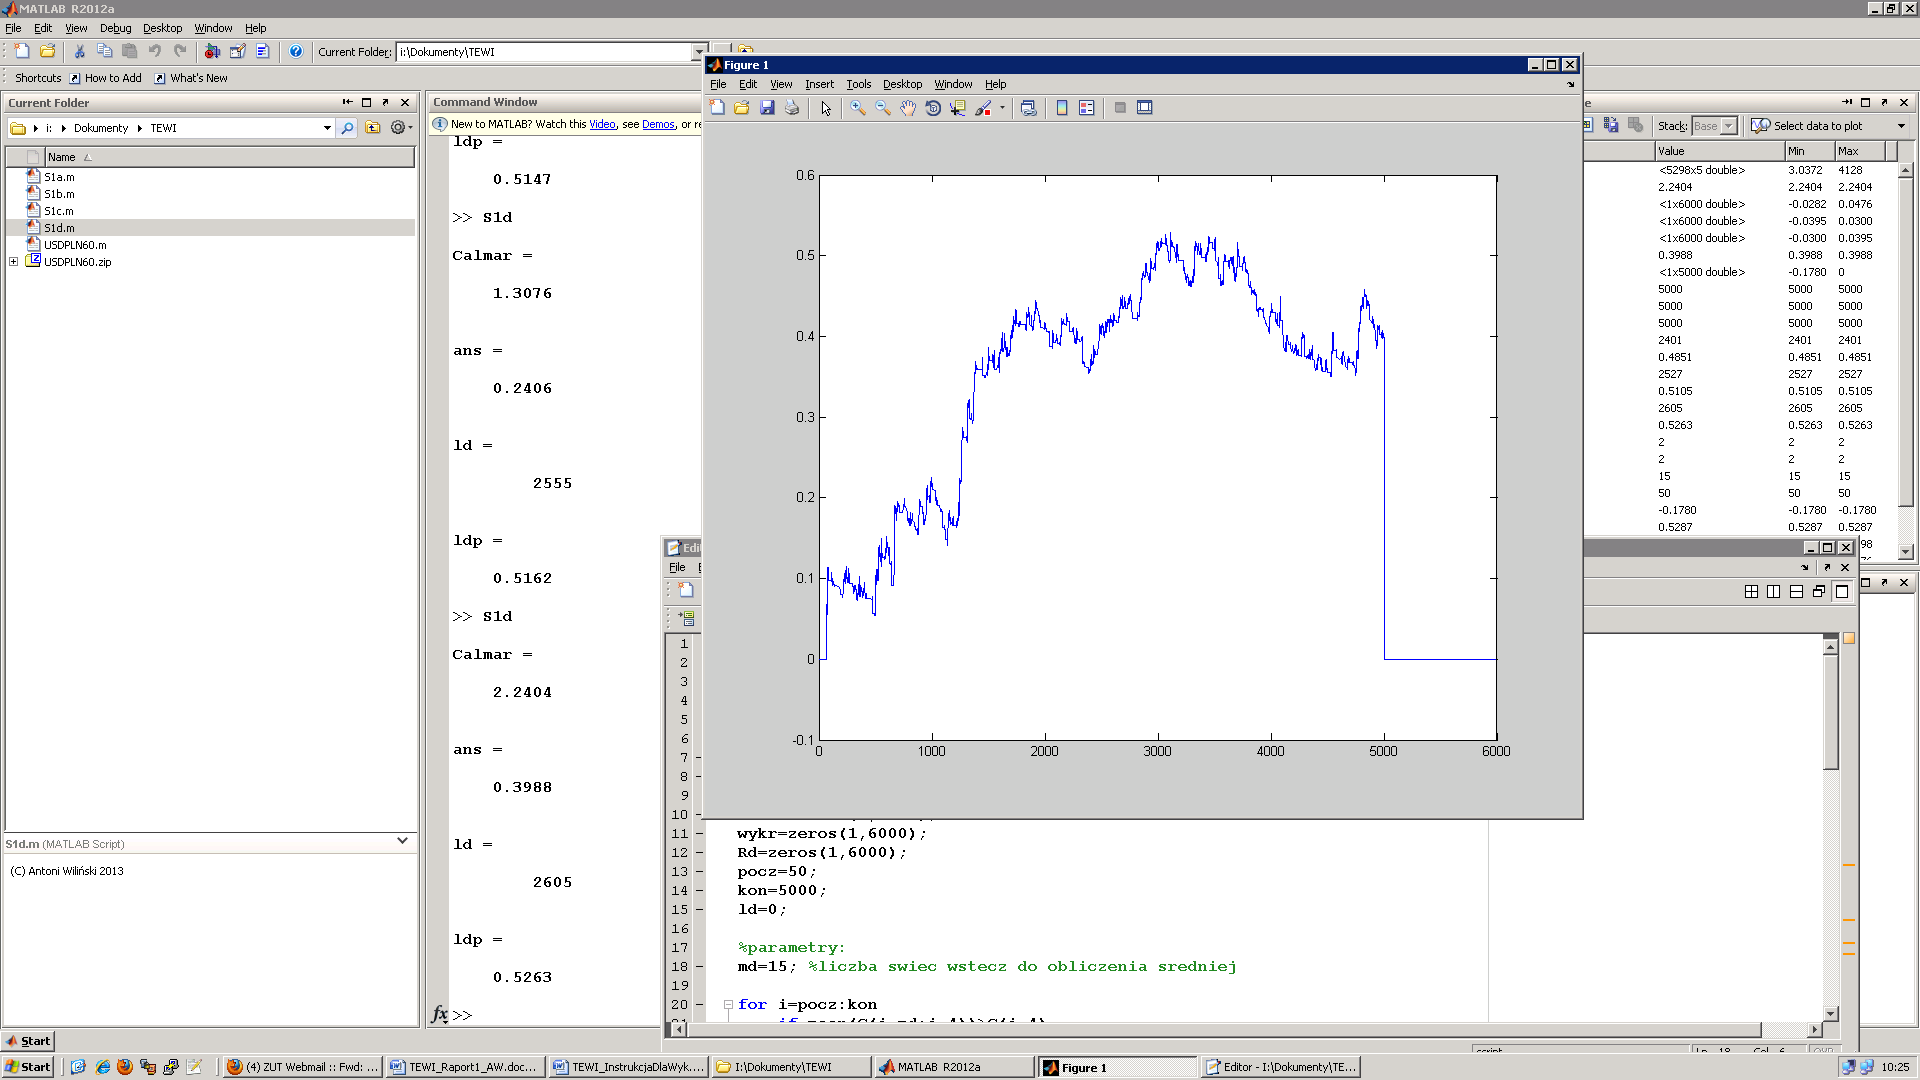 MATLAB R2012a
File Edit View Debug Desktop Window Help
Current Folder: i:\Dokumenty\TEWI
Shortcuts How to Add What's New
Current Folder
i: Dokumenty TEWI
Name
S1a.m
S1b.m
S1c.m
S1d.m
USDPLN60.m
USDPLN60.zip
S1d.m (MATLAB Script)
(C) Antoni Wiliński 2013
Command Window
New to MATLAB? Watch this Video, see Demos, or re
ldp =
0.5147
>> S1d
Calmar =
1.3076
ans =
0.2406
ld =
2555
ldp =
0.5162
>> S1d
Calmar =
2.2404
ans =
0.3988
ld =
2605
ldp =
0.5263
fx >>
Figure 1
File Edit View Insert Tools Desktop Window Help
0.6
0.5
0.4
0.3
0.2
0.1
0
-0.1
0 1000 2000 3000 4000 5000 6000
Stack: Base Select data to plot
Value Min Max
<5298x5 double> 3.0372 4128
2.2404 2.2404 2.2404
<1x6000 double> -0.0282 0.0476
<1x6000 double> -0.0395 0.0300
<1x6000 double> -0.0300 0.0395
0.3988 0.3988 0.3988
<1x5000 double> -0.1780 0
5000 5000 5000
5000 5000 5000
5000 5000 5000
2401 2401 2401
0.4851 0.4851 0.4851
2527 2527 2527
0.5105 0.5105 0.5105
2605 2605 2605
0.5263 0.5263 0.5263
2 2 2
2 2 2
15 15 15
50 50 50
-0.1780 -0.1780 -0.1780
0.5287 0.5287 0.5287
File
1
2
3
4
5
6
7
8
9
10
11 wykr=zeros(1,6000);
12 Rd=zeros(1,6000);
13 pocz=50;
14 kon=5000;
15 ld=0;
16
17 %parametry:
18 md=15; %liczba swiec wstecz do obliczenia sredniej
19
20 for i=pocz:kon
Start
Start (4) ZUT Webmail :: Fwd: ... TEWI_Raport1_AW.doc... TEWI_InstrukcjaDlaWyk... I:\Dokumenty\TEWI MATLAB R2012a Figure 1 Editor - I:\Dokumenty\TE... 10:25